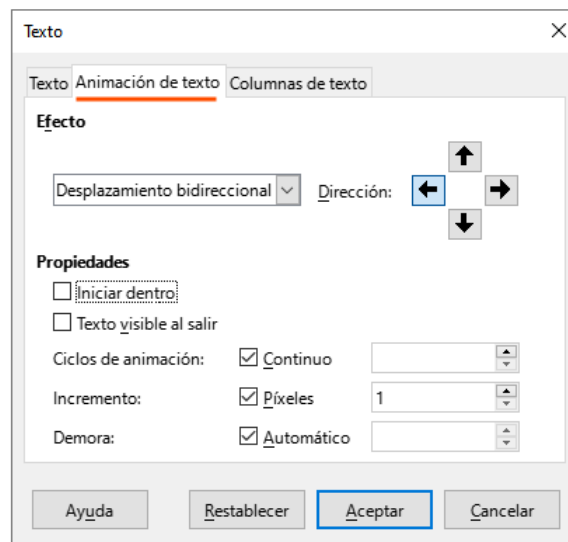 Texto
Texto Animación de texto Columnas de texto
Efecto
Desplazamiento bidireccional Dirección:
Propiedades
Iniciar dentro
Texto visible al salir
Ciclos de animación: Continuo
Incremento: Píxeles 1
Demora: Automático
Ayuda Restablecer Aceptar Cancelar